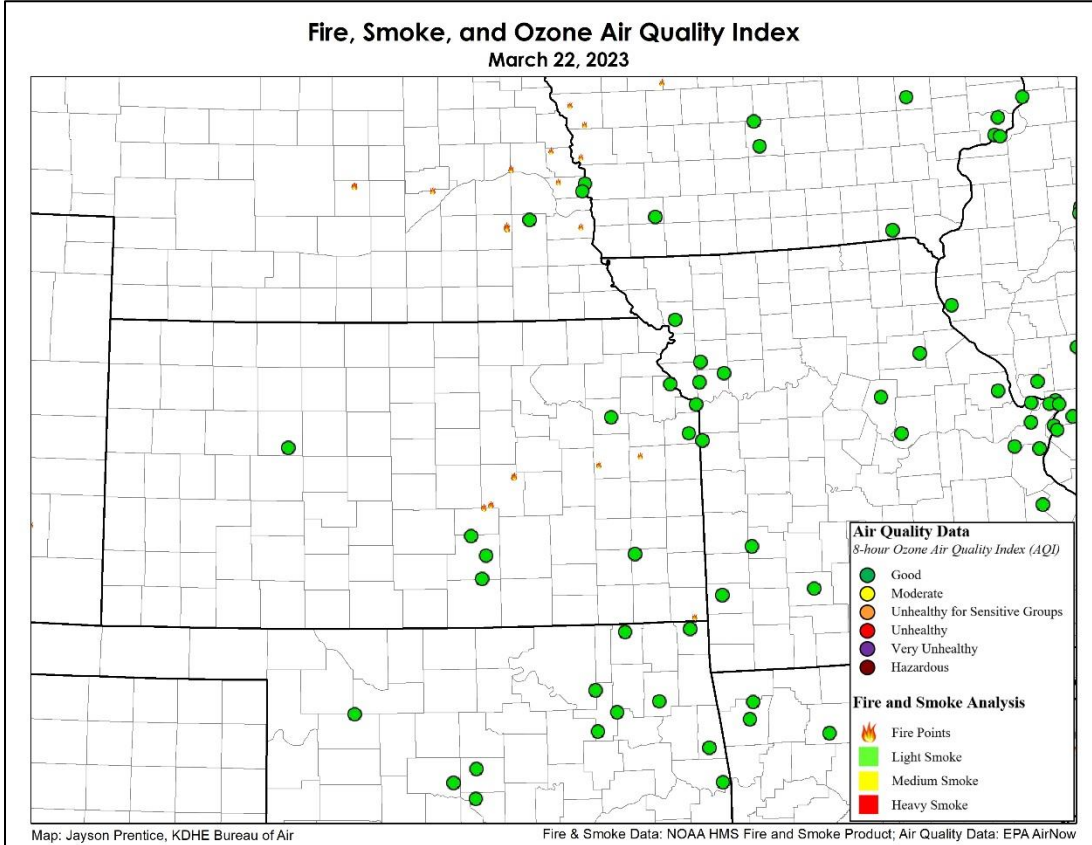 Fire, Smoke, and Ozone Air Quality Index
March 22, 2023
Air Quality Data
8-hour Ozone Air Quality Index (AQI)
Good
Moderate
Unhealthy for Sensitive Groups
Unhealthy
Very Unhealthy
Hazardous
Fire and Smoke Analysis
Fire Points
Light Smoke
Medium Smoke
Heavy Smoke
Map: Jayson Prentice, KDHE Bureau of Air
Fire & Smoke Data: NOAA HMS Fire and Smoke Product; Air Quality Data: EPA AirNow